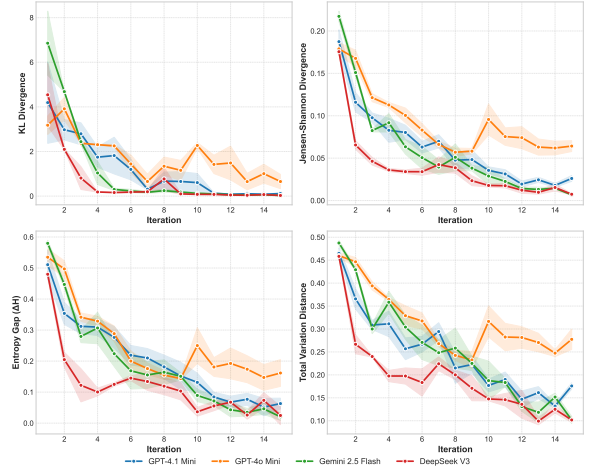 8
6
4
2
0
KL Divergence
2 4 6 8 10 12 14
Iteration
0.20
0.15
0.10
0.05
0.00
Jensen-Shannon Divergence
2 4 6 8 10 12 14
Iteration
0.6
0.5
0.4
0.3
0.2
0.1
0.0
Entropy Gap (ΔH)
2 4 6 8 10 12 14
Iteration
0.50
0.45
0.40
0.35
0.30
0.25
0.20
0.15
0.10
Total Variation Distance
2 4 6 8 10 12 14
Iteration
GPT-4.1 Mini GPT-4o Mini Gemini 2.5 Flash DeepSeek V3